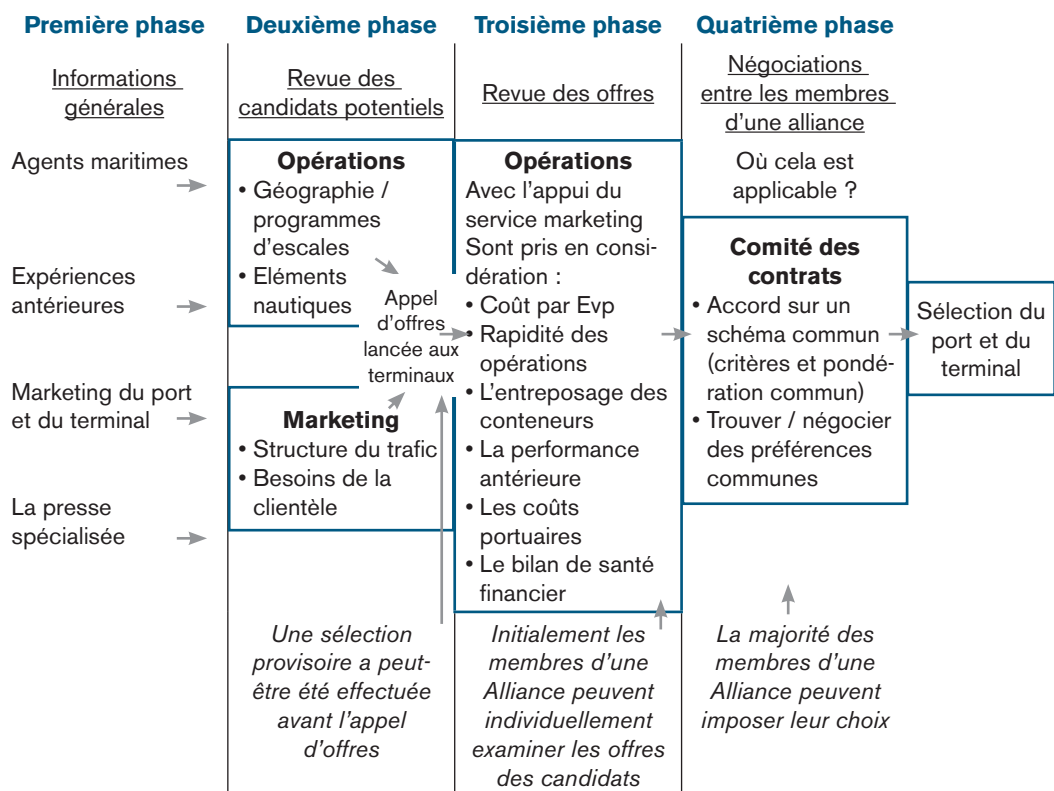 Première phase
Informations
générales
Agents maritimes
Expériences
antérieures
Marketing du port
et du terminal
La presse
spécialisée
Deuxième phase
Revue des
candidats potentiels
Opérations
• Géographie /
programmes
d'escales
• Eléments
nautiques
Appel
d'offres
lancée aux
terminaux
Marketing
• Structure du trafic
• Besoins de la
clientèle
Une sélection
provisoire a peut-
être été effectuée
avant l'appel
d'offres
Troisième phase
Revue des offres
Opérations
Avec l'appui du
service marketing
Sont pris en consi-
dération :
• Coût par Evp
• Rapidité des
opérations
• L'entreposage des
conteneurs
• La performance
antérieure
• Les coûts
portuaires
• Le bilan de santé
financier
Initialement les
membres d'une
Alliance peuvent
individuellement
examiner les offres
des candidats
Quatrième phase
Négociations
entre les membres
d'une alliance
Où cela est
applicable ?
Comité des
contrats
• Accord sur un
schéma commun
(critères et pondé-
ration commun)
• Trouver / négocier
des préférences
communes
La majorité des
membres d'une
Alliance peuvent
imposer leur choix
Sélection du
port et du
terminal